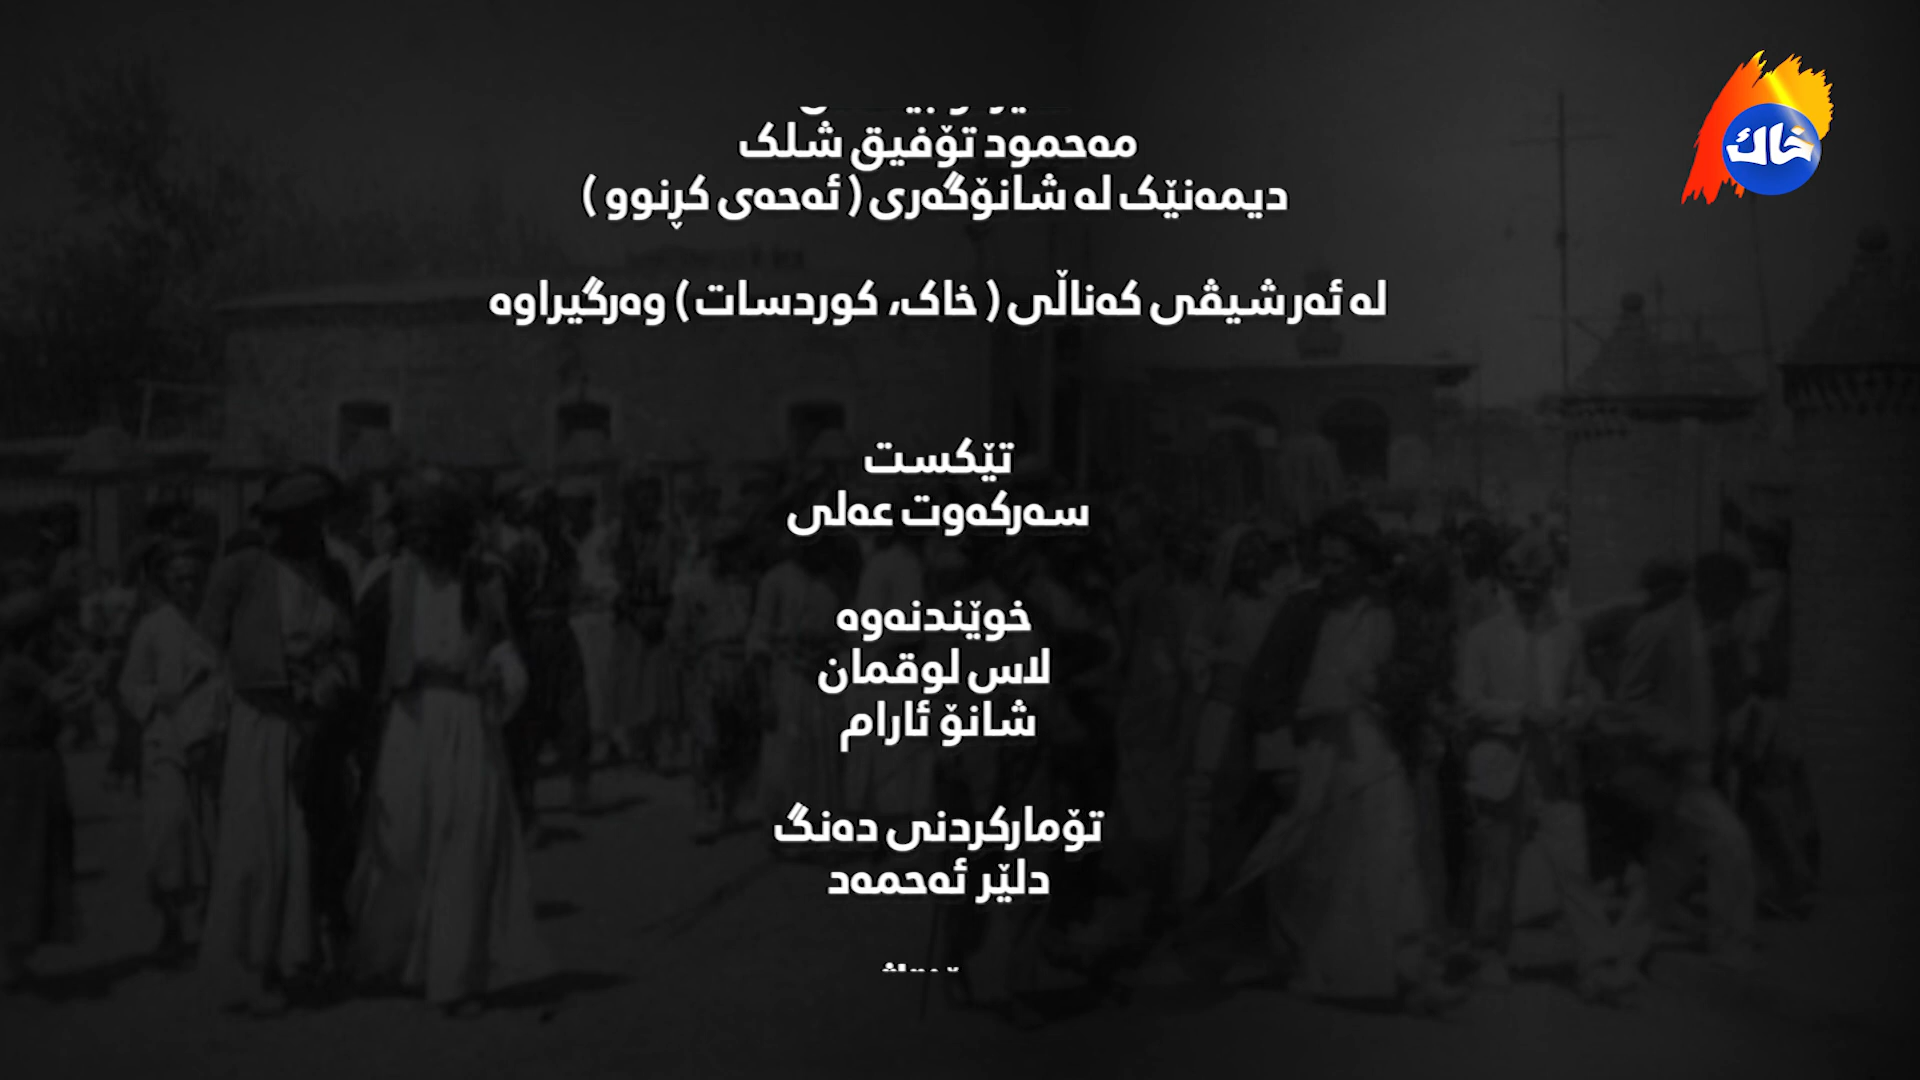 خاك
مەحمود تۆفیق شلک
دیمەنێک لە شانۆگەری ( ئەحەی کڕنوو )
لە ئەرشیڤی کەناڵی ( خاک، کوردسات ) وەرگیراوە
تێکست
سەرکەوت عەلی
خوێندنەوە
لاس لوقمان
شانۆ ئارام
تۆمارکردنی دەنگ
دلێر ئەحمەد